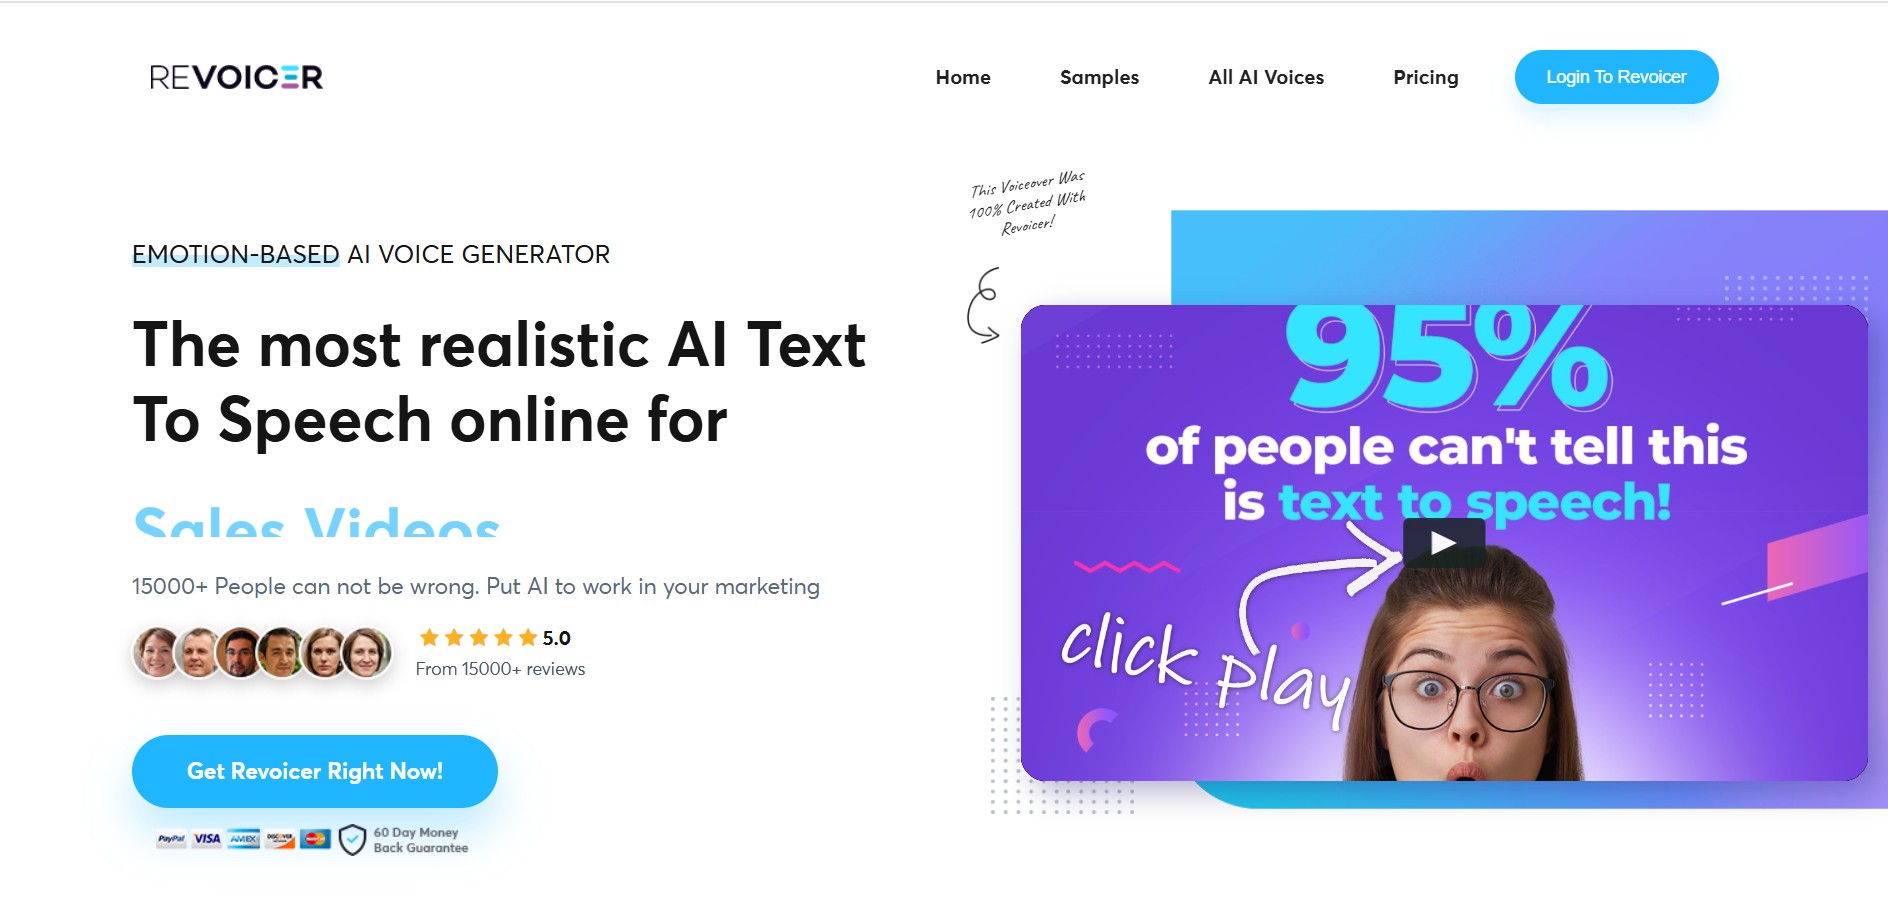 REVOICER
Home
Samples
All AI Voices
Pricing
Login To Revoicer
This Voiceover Was
100% Created With
Revoicer!
EMOTION-BASED AI VOICE GENERATOR
The most realistic AI Text
To Speech online for
Sales Videos
15000+ People can not be wrong. Put AI to work in your marketing
5.0
From 15000+ reviews
Get Revoicer Right Now!
PayPal VISA AMEX DISCOVER MasterCard
60 Day Money
Back Guarantee
95%
of people can't tell this
is text to speech!
click play